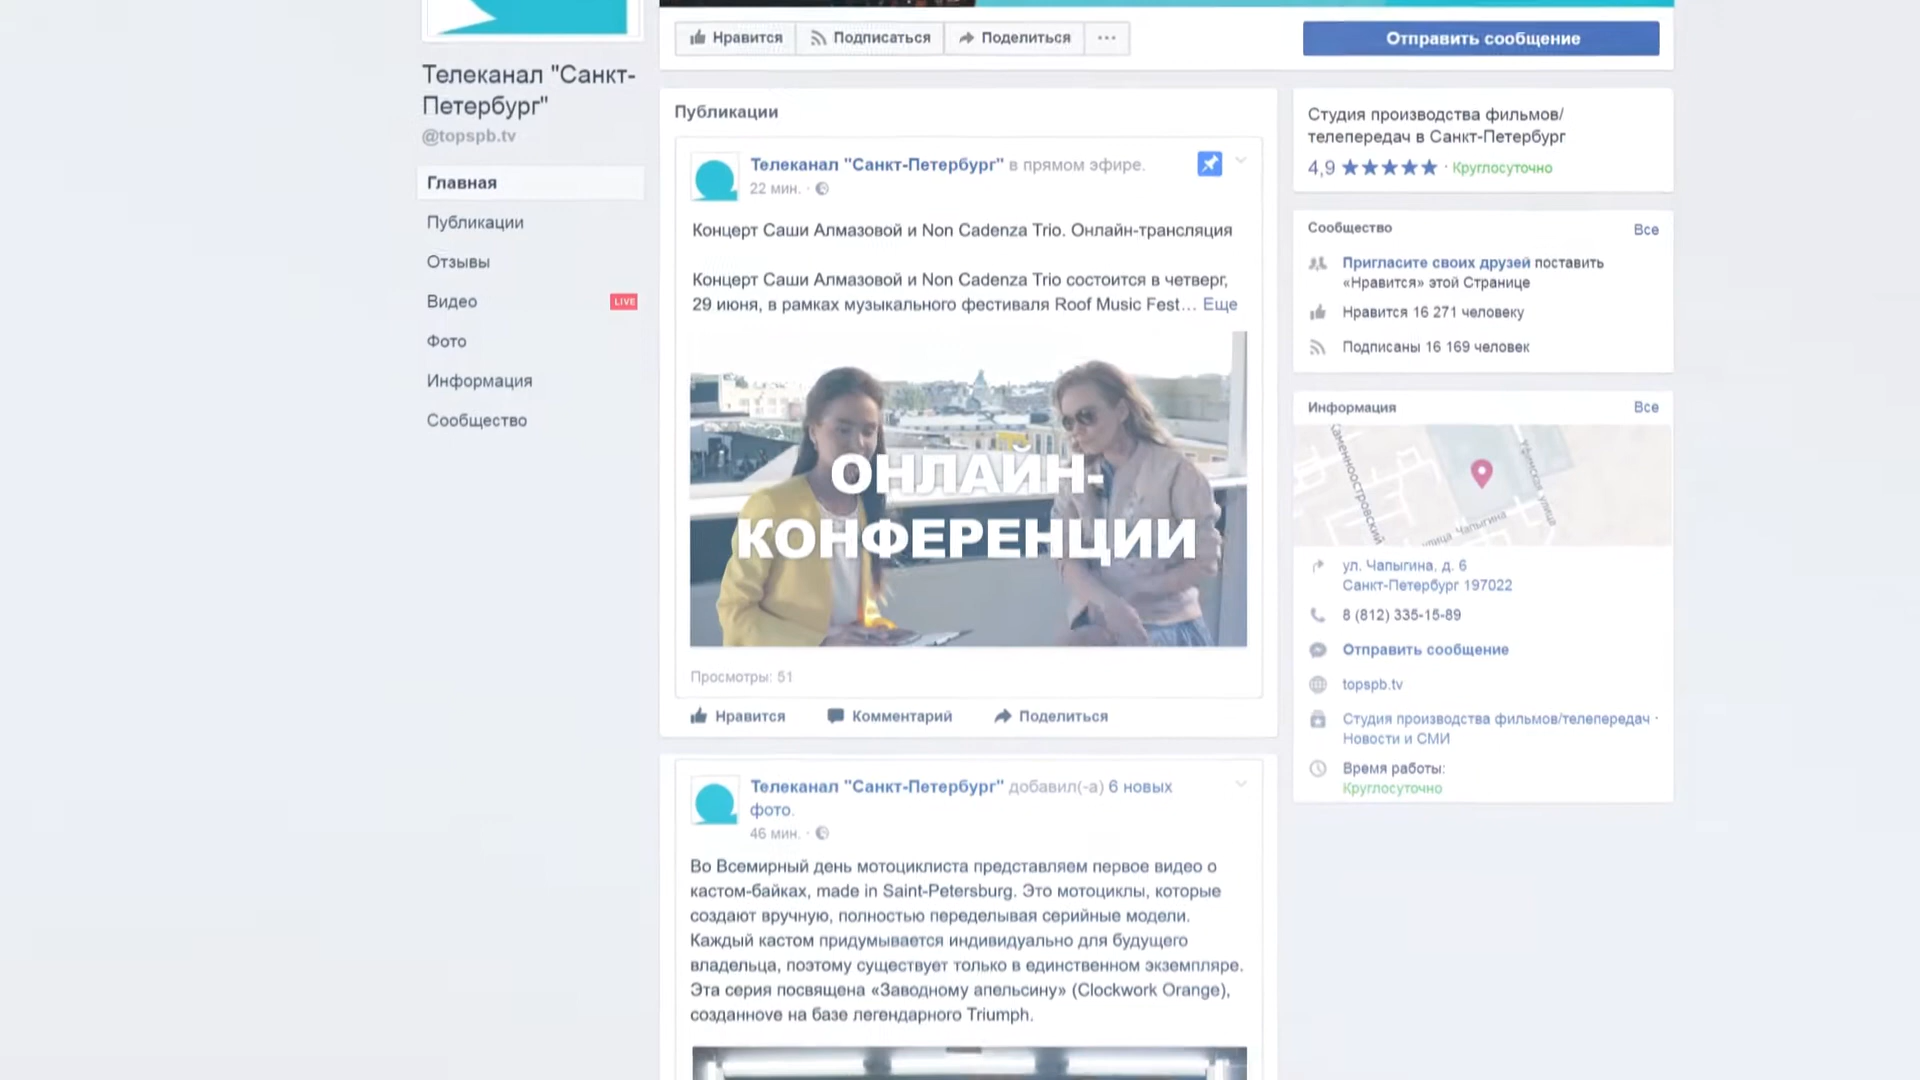 Нравится
Подписаться
Поделиться
Отправить сообщение
Телеканал "Санкт-
Петербург"
@topspb.tv
Главная
Публикации
Отзывы
Видео
LIVE
Фото
Информация
Сообщество
Публикации
Телеканал "Санкт-Петербург" в прямом эфире.
22 мин. ·
Концерт Саши Алмазовой и Non Cadenza Trio. Онлайн-трансляция
Концерт Саши Алмазовой и Non Cadenza Trio состоится в четверг,
29 июня, в рамках музыкального фестиваля Roof Music Fest... Еще
ОНЛАЙН-
КОНФЕРЕНЦИИ
Просмотры: 51
Нравится
Комментарий
Поделиться
Телеканал "Санкт-Петербург" добавил(-а) 6 новых
фото.
46 мин. ·
Во Всемирный день мотоциклиста представляем первое видео о
кастом-байках, made in Saint-Petersburg. Это мотоциклы, которые
создают вручную, полностью переделывая серийные модели.
Каждый кастом придумывается индивидуально для будущего
владельца, поэтому существует только в единственном экземпляре.
Эта серия посвящена «Заводному апельсину» (Clockwork Orange),
на базе легендарного Triumph.
Студия производства фильмов/
телепередач в Санкт-Петербург
4,9 ★★★★★ · Круглосуточно
Сообщество
Все
Пригласите своих друзей поставить
«Нравится» этой Странице
Нравится 16 271 человеку
Подписаны 16 169 человек
Информация
Все
Каменноостровский
Уфимская улица
улица Чапыгина
ул. Чапыгина, д. 6
Санкт-Петербург 197022
8 (812) 335-15-89
Отправить сообщение
topspb.tv
Студия производства фильмов/телепередач ·
Новости и СМИ
Время работы:
Круглосуточно